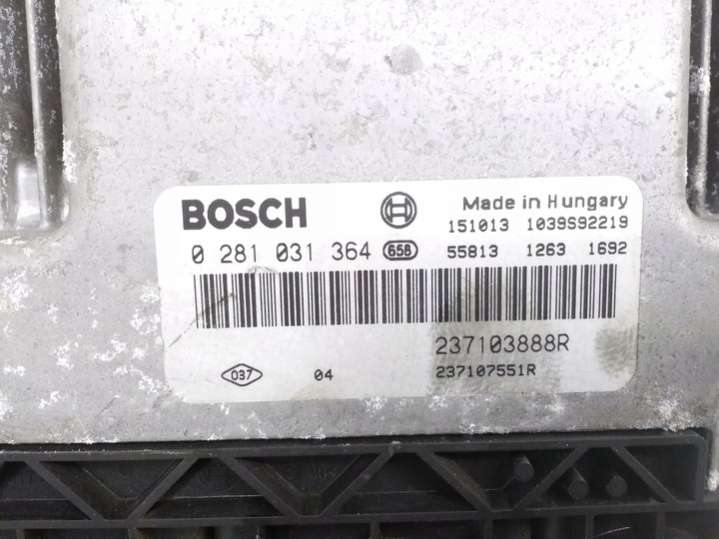 BOSCH Made in Hungary
151013 1039S92219
0 281 031 364 658 55813 1263 1692
237103888R
037 04 237107551R